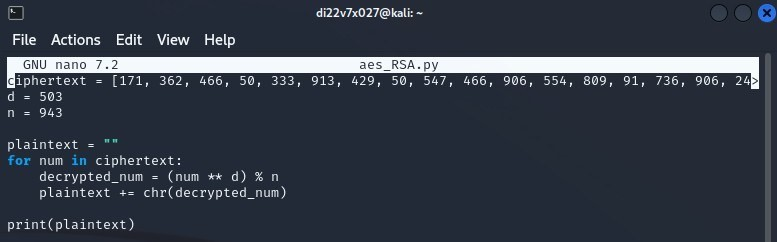 di22v7x027@kali: ~
File Actions Edit View Help
GNU nano 7.2 aes_RSA.py
ciphertext = [171, 362, 466, 50, 333, 913, 429, 50, 547, 466, 906, 554, 809, 91, 736, 906, 24>
d = 503
n = 943
plaintext = ""
for num in ciphertext:
    decrypted_num = (num ** d) % n
    plaintext += chr(decrypted_num)
print(plaintext)